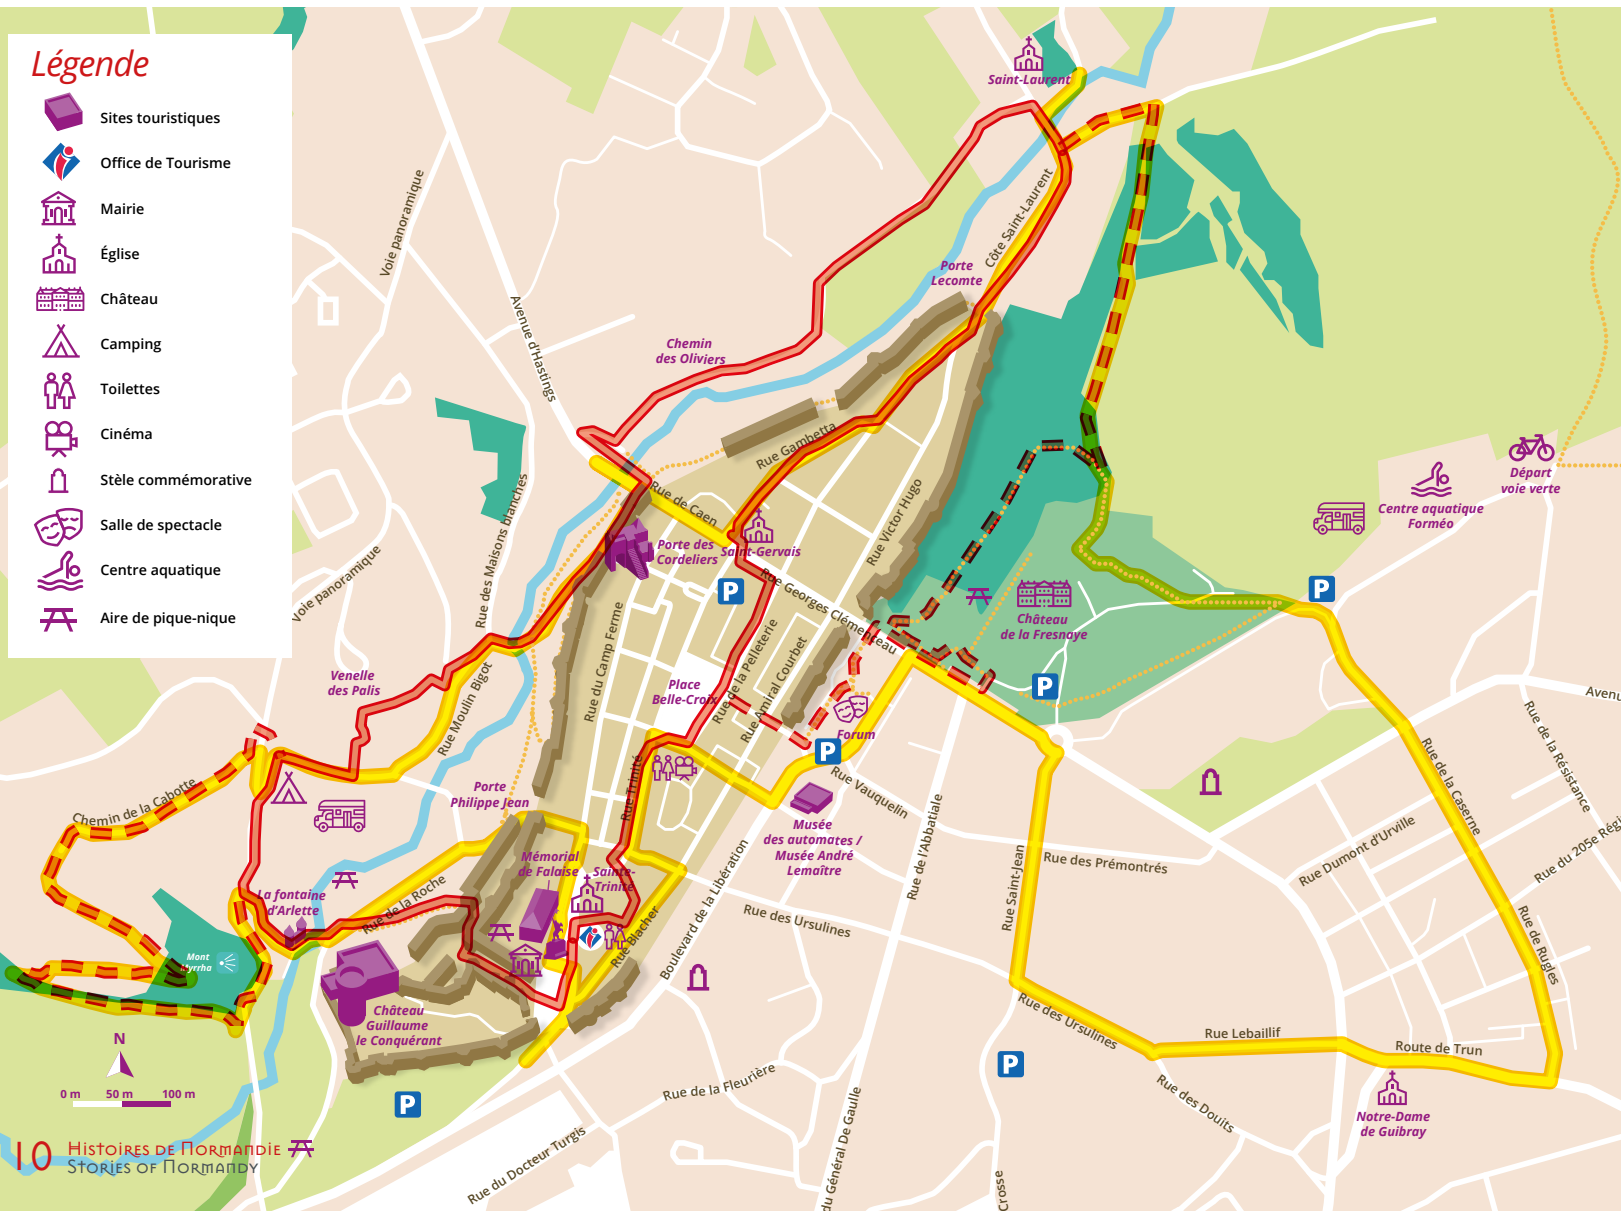 Légende
Sites touristiques
Office de Tourisme
Mairie
Église
Château
Camping
Toilettes
Cinéma
Stèle commémorative
Salle de spectacle
Centre aquatique
Aire de pique-nique
Saint-Laurent
Voie panoramique
Côte Saint-Laurent
Porte
Lecomte
Avenue d'Hastings
Chemin
des Oliviers
Rue Gambetta
Départ
voie verte
Centre aquatique
Forméo
Rue de Caen
Rue Victor Hugo
Rue des Maisons blanches
Porte des
Cordeliers
Saint-Gervais
P
Rue Georges Clémenceau
Voie panoramique
Château
de la Fresnaye
P
Rue du Camp Ferme
Rue de la Pelleterie
Rue Amiral Courbet
Venelle
des Palis
Place
Belle-Croix
P
Rue Moulin Bigot
Forum
P
Avenu
Rue de la Résistance
Rue de la Caserne
Rue Trinité
Porte
Philippe Jean
Chemin de la Cabotte
Rue Vauquelin
Musée
des automates /
Musée André
Lemaître
Rue de l'Abbatiale
Rue Saint-Jean
Rue des Prémontrés
Rue Dumont d'Urville
Rue du 205e Régi
Mémorial
de Falaise
Sainte-
Trinité
Boulevard de la Libération
La fontaine
d'Arlette
Rue de la Roche
Rue Blacher
Rue des Ursulines
Rue de Rugles
Mont
Myrrha
Château
Guillaume
le Conquérant
Rue des Ursulines
Rue Lebaillif
Route de Trun
N
0 m 50 m 100 m
P
P
Rue de la Fleurière
Rue des Douits
Notre-Dame
de Guibray
Rue du Docteur Turgis
du Général De Gaulle
Crosse
10
Histoires de Normandie
Stories of Normandy